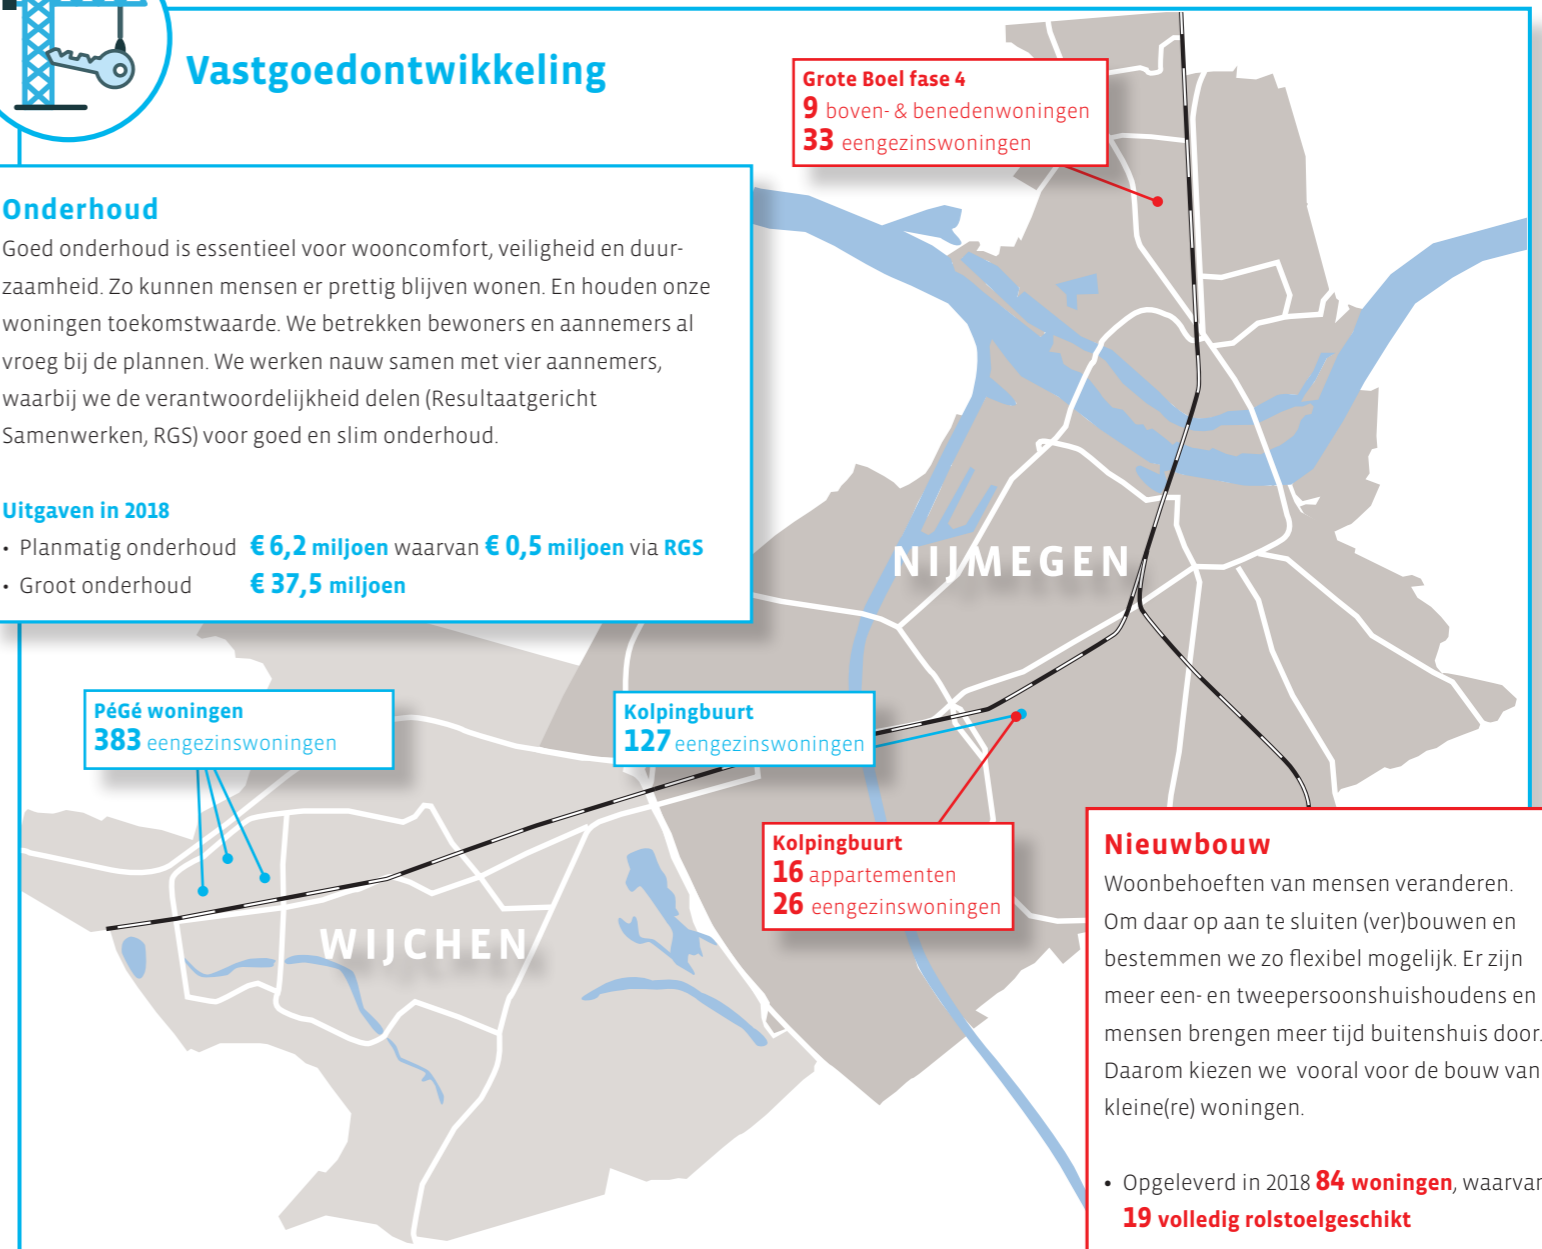 Vastgoedontwikkeling
Grote Boel fase 4
9 boven- & benedenwoningen
33 eengezinswoningen
Onderhoud
Goed onderhoud is essentieel voor wooncomfort, veiligheid en duur-
zaamheid. Zo kunnen mensen er prettig blijven wonen. En houden onze
woningen toekomstwaarde. We betrekken bewoners en aannemers al
vroeg bij de plannen. We werken nauw samen met vier aannemers,
waarbij we de verantwoordelijkheid delen (Resultaatgericht
Samenwerken, RGS) voor goed en slim onderhoud.
Uitgaven in 2018
• Planmatig onderhoud € 6,2 miljoen waarvan € 0,5 miljoen via RGS
• Groot onderhoud € 37,5 miljoen
NIJMEGEN
PéGé woningen
383 eengezinswoningen
Kolpingbuurt
127 eengezinswoningen
Kolpingbuurt
16 appartementen
26 eengezinswoningen
WIJCHEN
Nieuwbouw
Woonbehoeften van mensen veranderen.
Om daar op aan te sluiten (ver)bouwen en
bestemmen we zo flexibel mogelijk. Er zijn
meer een- en tweepersoonshuishoudens en
mensen brengen meer tijd buitenshuis door.
Daarom kiezen we vooral voor de bouw van
kleine(re) woningen.
• Opgeleverd in 2018 84 woningen, waarvan
19 volledig rolstoelgeschikt